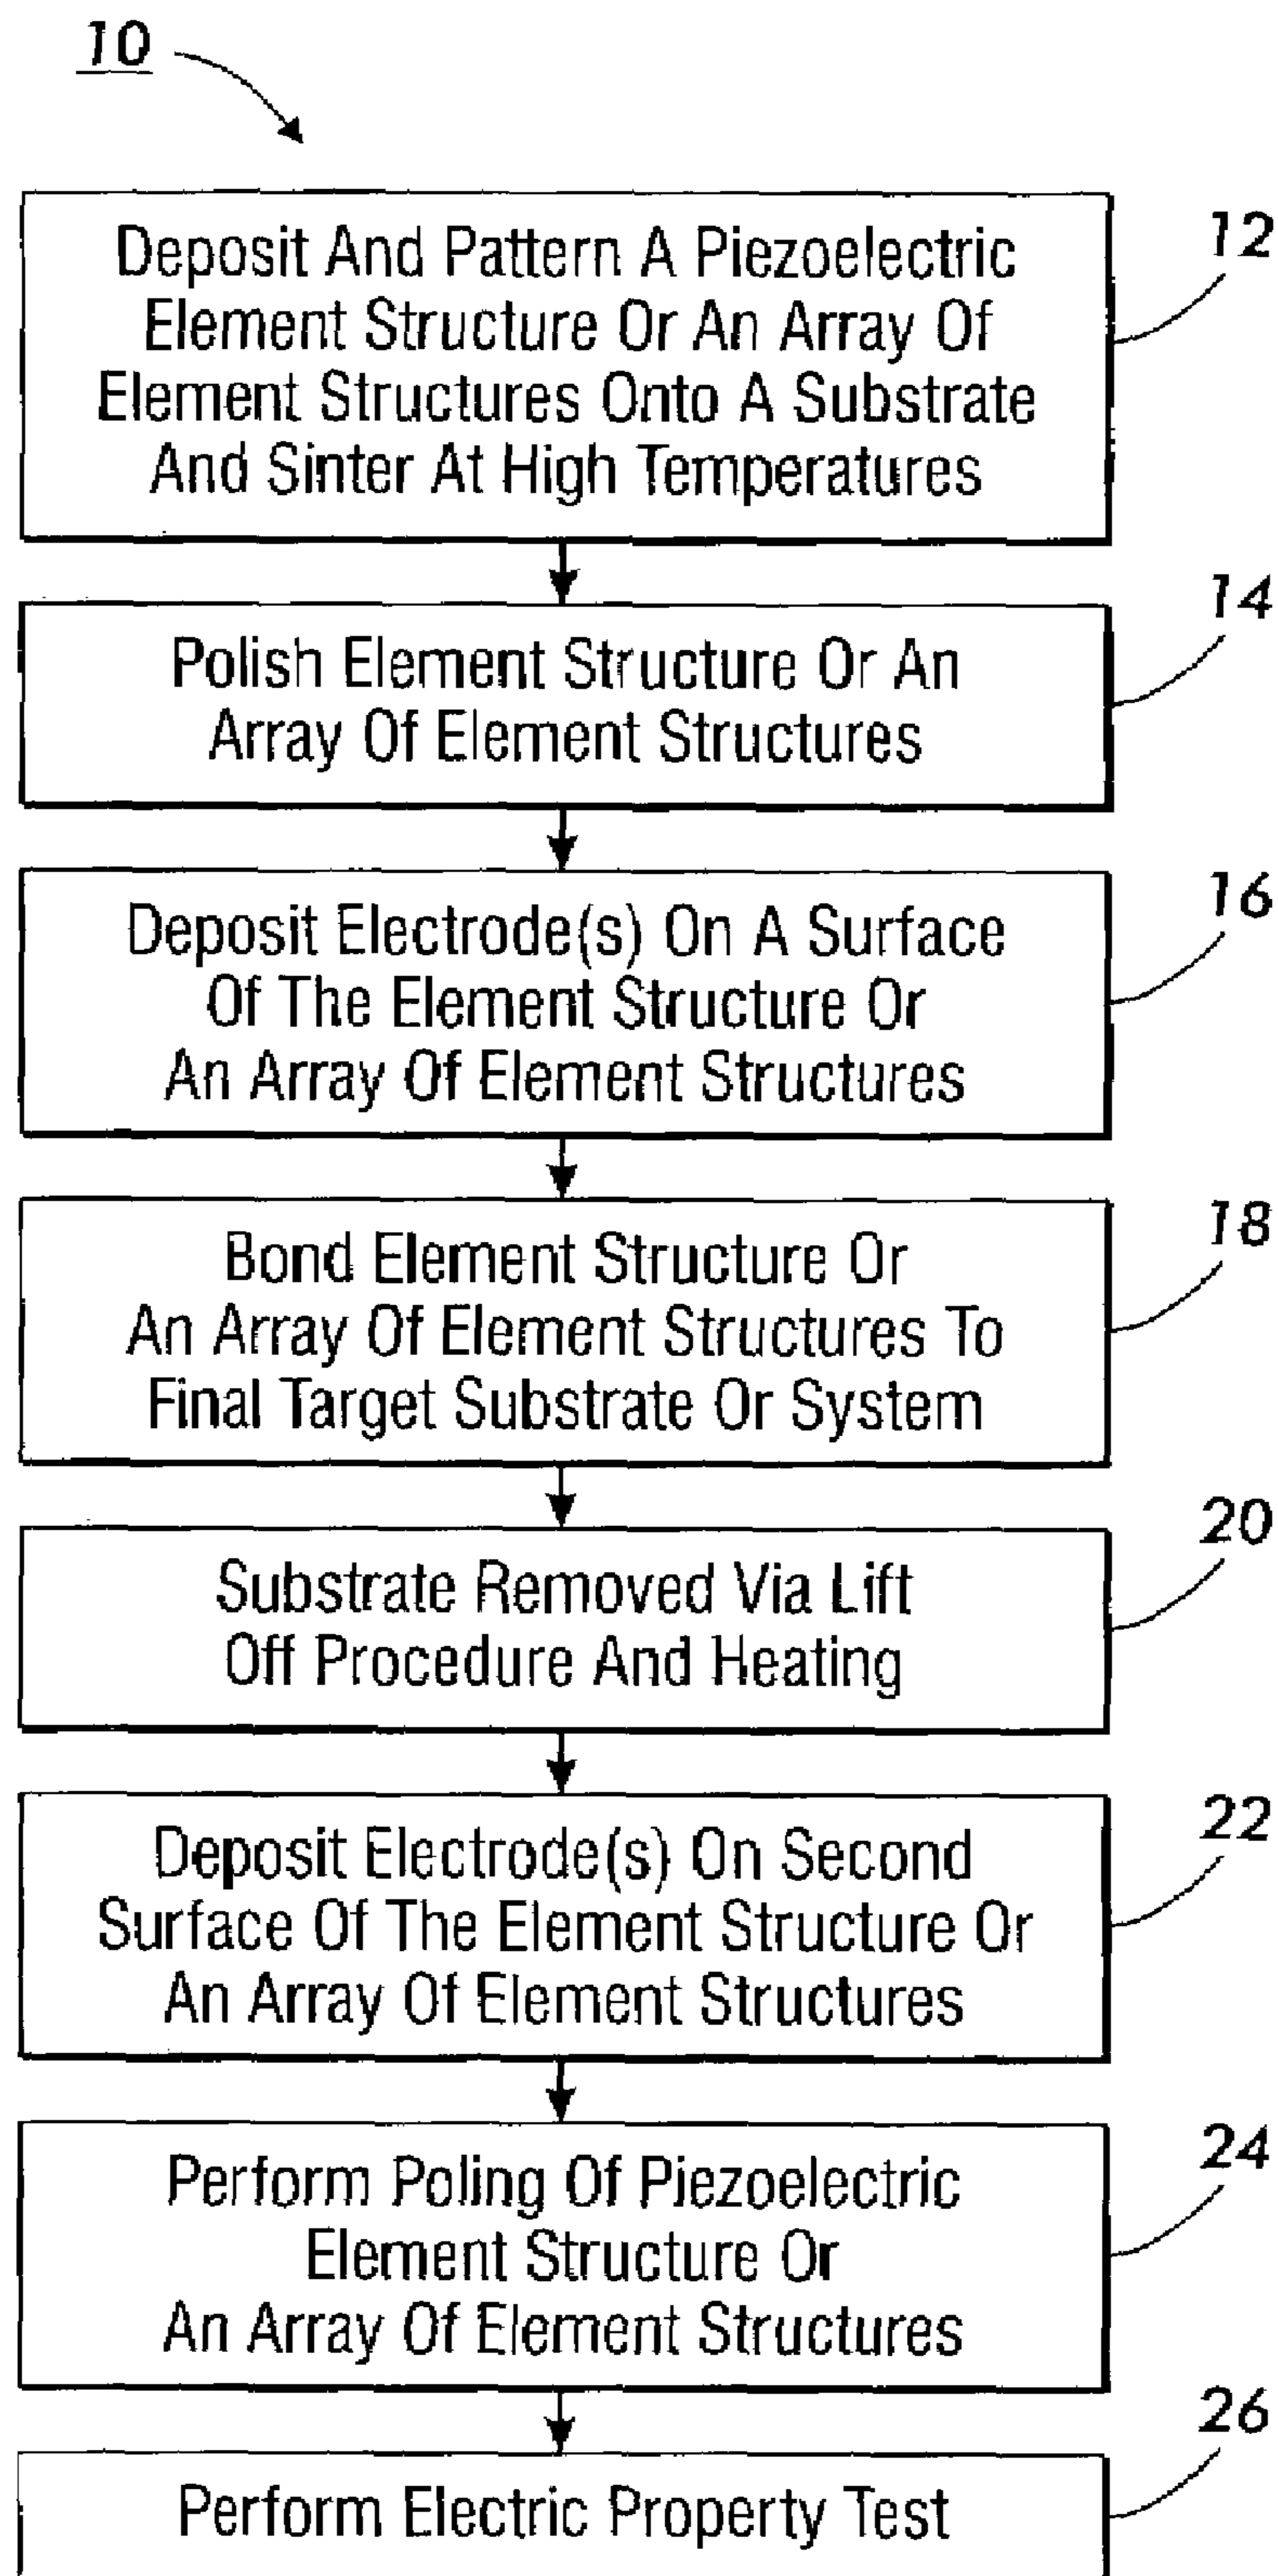 10
Deposit And Pattern A Piezoelectric
Element Structure Or An Array Of
Element Structures Onto A Substrate
And Sinter At High Temperatures
12
Polish Element Structure Or An
Array Of Element Structures
14
Deposit Electrode(s) On A Surface
Of The Element Structure Or
An Array Of Element Structures
16
Bond Element Structure Or
An Array Of Element Structures To
Final Target Substrate Or System
18
Substrate Removed Via Lift
Off Procedure And Heating
20
Deposit Electrode(s) On Second
Surface Of The Element Structure Or
An Array Of Element Structures
22
Perform Poling Of Piezoelectric
Element Structure Or
An Array Of Element Structures
24
Perform Electric Property Test
26